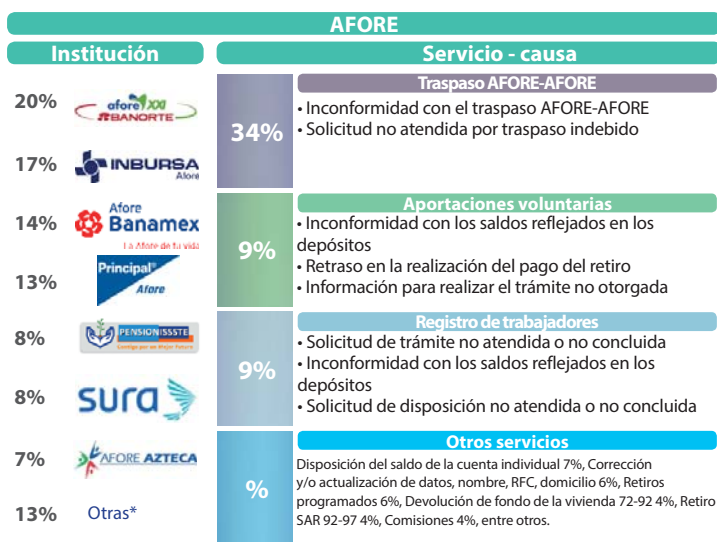 AFORE
Institución
Servicio - causa
20%
afore XXI
BANORTE
17%
INBURSA
Afore
14%
Afore
Banamex
La Afore de tu vida
13%
Principal
Afore
8%
PENSIONISSSTE
Contigo por un Mejor Futuro
8%
sura
7%
AFORE AZTECA
13%
Otras*
34%
Traspaso AFORE-AFORE
• Inconformidad con el traspaso AFORE-AFORE
• Solicitud no atendida por traspaso indebido
9%
Aportaciones voluntarias
• Inconformidad con los saldos reflejados en los
depósitos
• Retraso en la realización del pago del retiro
• Información para realizar el trámite no otorgada
9%
Registro de trabajadores
• Solicitud de trámite no atendida o no concluida
• Inconformidad con los saldos reflejados en los
depósitos
• Solicitud de disposición no atendida o no concluida
%
Otros servicios
Disposición del saldo de la cuenta individual 7%, Corrección
y/o actualización de datos, nombre, RFC, domicilio 6%, Retiros
programados 6%, Devolución de fondo de la vivienda 72-92 4%, Retiro
SAR 92-97 4%, Comisiones 4%, entre otros.